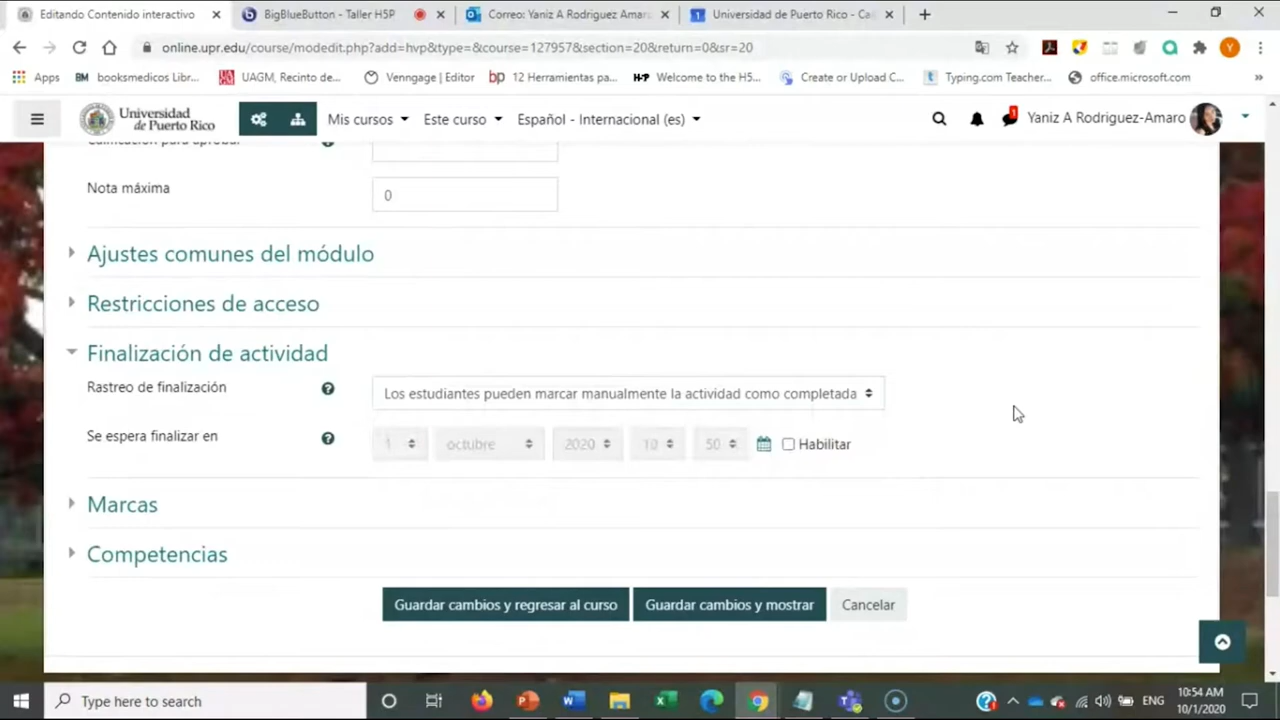 Editando Contenido interactivo
BigBlueButton - Taller H5P
Correo: Yaniz A Rodriguez Amar
Universidad de Puerto Rico - Ca
online.upr.edu/course/modedit.php?add=hvp&type=&course=127957&section=20&return=0&sr=20
Y
Apps
BM booksmedicos Libr...
UAGM, Recinto de...
Venngage | Editor
bp 12 Herramientas pa...
H-P Welcome to the H5...
Create or Upload C...
t Typing.com Teacher...
office.microsoft.com
»
Universidad
de Puerto Rico
Mis cursos
Este curso
Español - Internacional (es)
1
Yaniz A Rodriguez-Amaro
Calificación para aprobar
Nota máxima
0
Ajustes comunes del módulo
Restricciones de acceso
Finalización de actividad
Rastreo de finalización
Los estudiantes pueden marcar manualmente la actividad como completada
Se espera finalizar en
1 octubre 2020 10 50 Habilitar
Marcas
Competencias
Guardar cambios y regresar al curso
Guardar cambios y mostrar
Cancelar
Type here to search
ENG
10:54 AM
10/1/2020